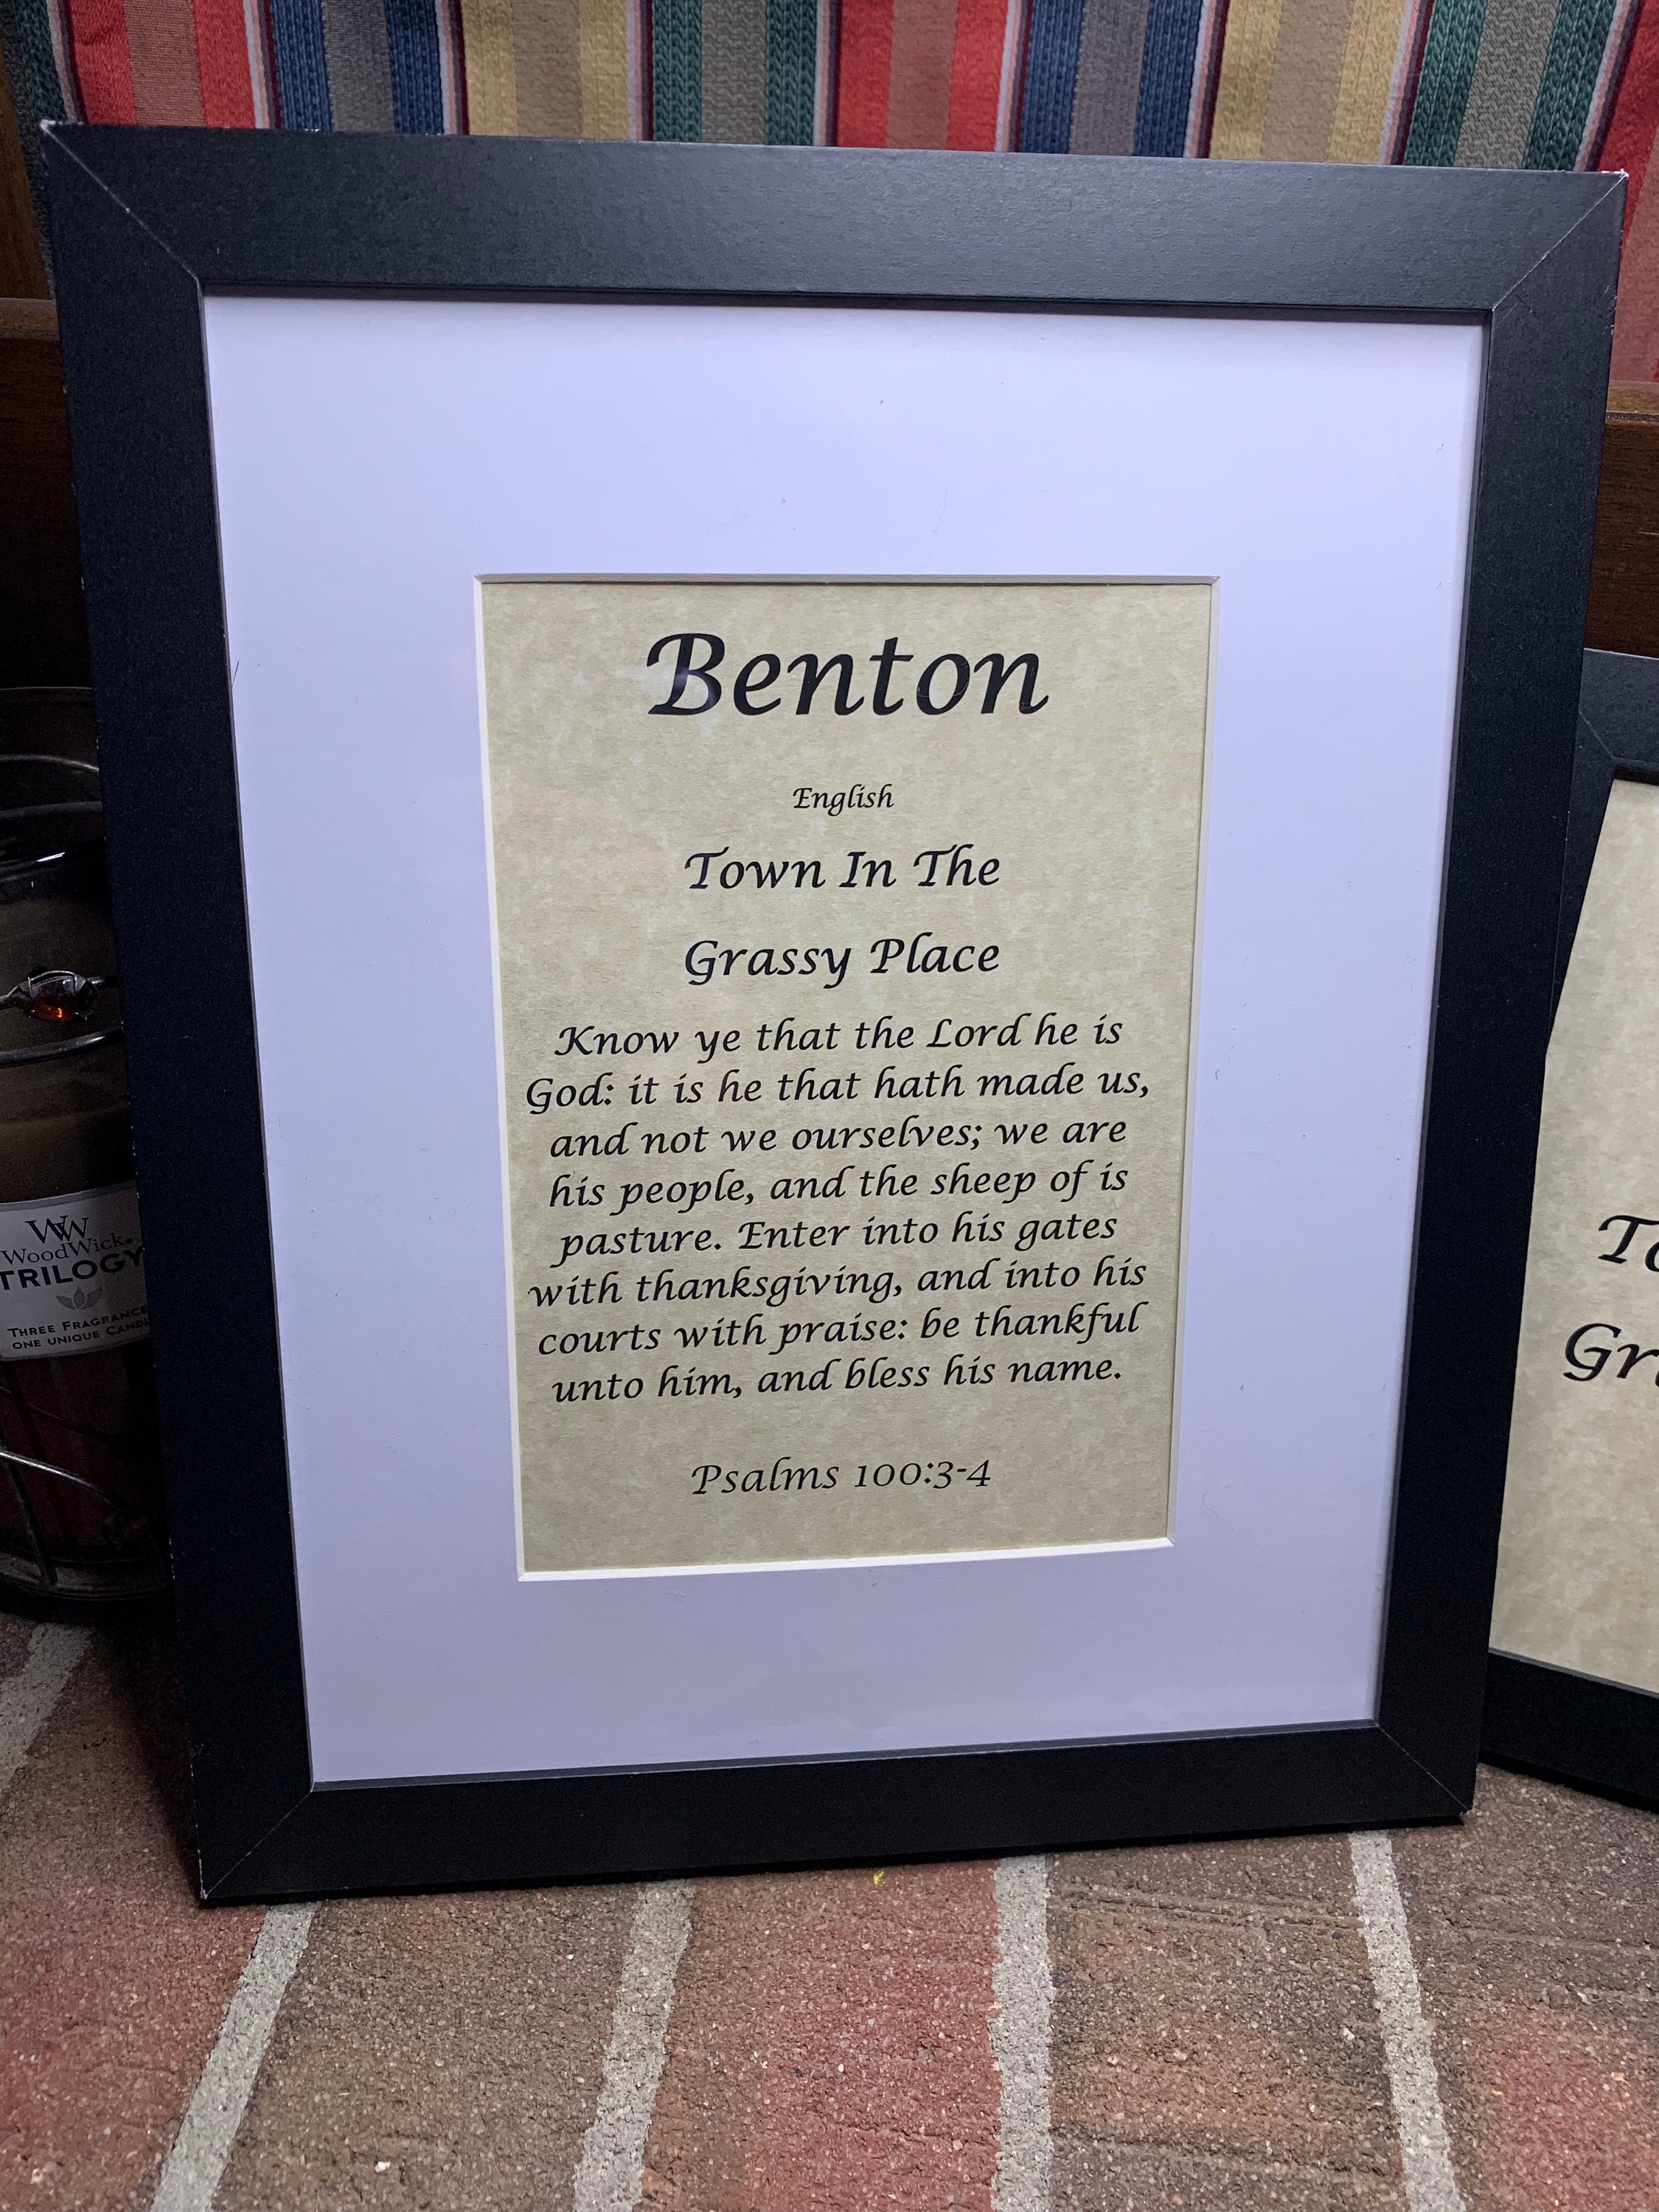 Benton
English
Town In The
Grassy Place
Know ye that the Lord he is
God: it is he that hath made us,
and not we ourselves; we are
his people, and the sheep of is
pasture. Enter into his gates
with thanksgiving, and into his
courts with praise: be thankful
unto him, and bless his name.
Psalms 100:3-4
WW
WoodWick
TRILOGY
THREE FRAGRANCE
ONE UNIQUE CANDL
To
Gr